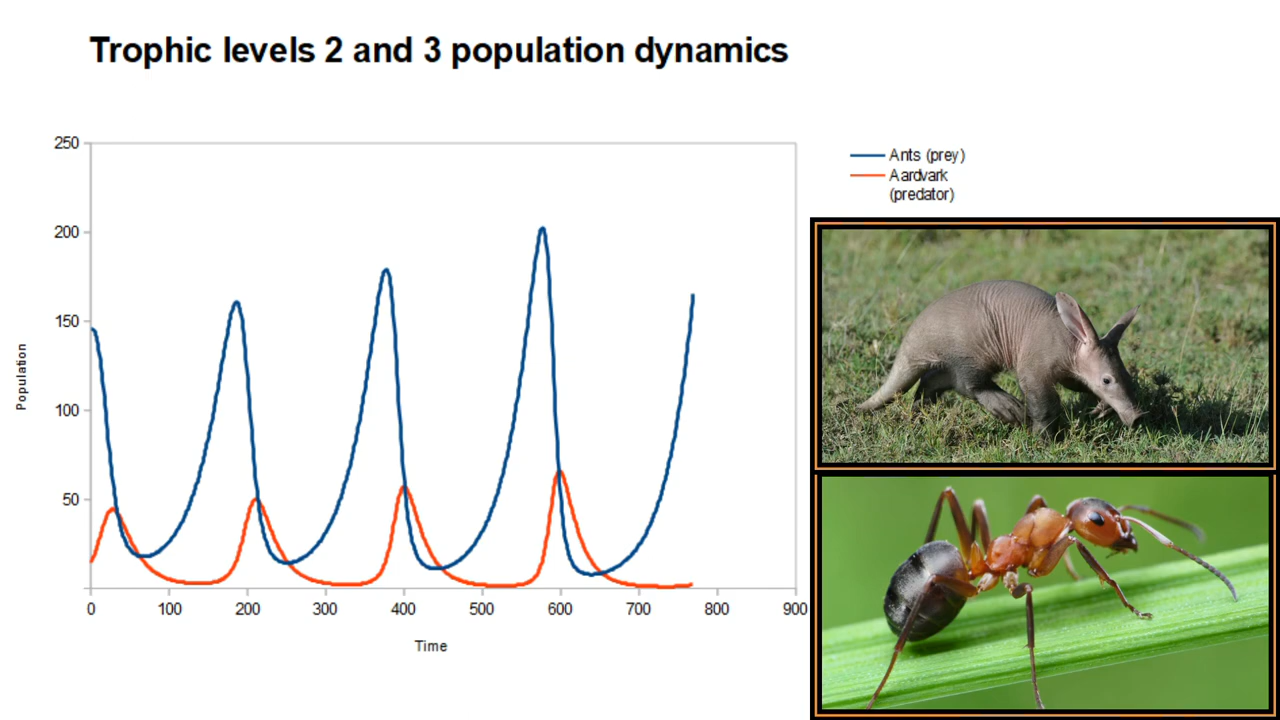 Trophic levels 2 and 3 population dynamics
250
200
150
100
50
0 100 200 300 400 500 600 700 800 900
Population
Time
Ants (prey)
Aardvark
(predator)